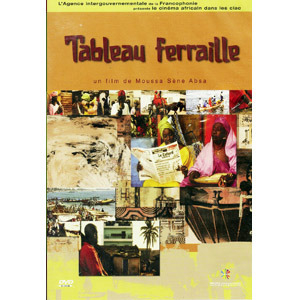 L'Agence intergouvernementale de la Francophonie
présente le cinéma africain dans les clac
Tableau ferraille
un film de Moussa Sène Absa
DVD